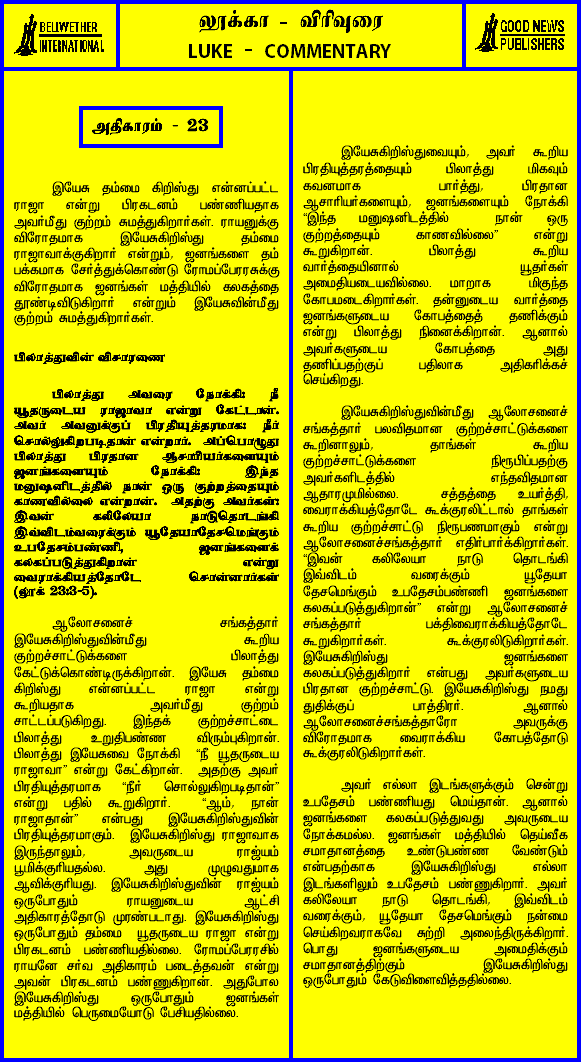 BELLWETHER
INTERNATIONAL
லூக்கா - விரிவுரை
LUKE - COMMENTARY
GOOD NEWS
PUBLISHERS
அதிகாரம் - 23
இயேசு தம்மை கிறிஸ்து என்னப்பட்ட
ராஜா என்று பிரகடனம் பண்ணியதாக
அவர்மீது குற்றம் சுமத்துகிறார்கள். ராயனுக்கு
விரோதமாக இயேசுகிறிஸ்து தம்மை
ராஜாவாக்குகிறார் என்றும், ஜனங்களை தம்
பக்கமாக சேர்த்துக்கொண்டு ரோமப்பேரரசுக்கு
விரோதமாக ஜனங்கள் மத்தியில் கலகத்தை
தூண்டிவிடுகிறார் என்றும் இயேசுவின்மீது
குற்றம் சுமத்துகிறார்கள்.
பிலாத்துவின் விசாரணை
பிலாத்து அவரை நோக்கி: நீ
யூதருடைய ராஜாவா என்று கேட்டான்.
அவர் அவனுக்குப் பிரதியுத்தரமாக: நீர்
சொல்லுகிறபடிதான் என்றார். அப்பொழுது
பிலாத்து பிரதான ஆசாரியர்களையும்
ஜனங்களையும் நோக்கி: இந்த
மனுஷனிடத்தில் நான் ஒரு குற்றத்தையும்
காணவில்லை என்றான். அதற்கு அவர்கள்:
இவன் கலிலேயா நாடுதொடங்கி
இவ்விடம்வரைக்கும் யூதேயாதேசமெங்கும்
உபதேசம்பண்ணி, ஜனங்களைக்
கலகப்படுத்துகிறான் என்று
வைராக்கியத்தோடே சொன்னார்கள்
(லூக் 23:3-5).
ஆலோசனைச் சங்கத்தார்
இயேசுகிறிஸ்துவின்மீது கூறிய
குற்றச்சாட்டுக்களை பிலாத்து
கேட்டுக்கொண்டிருக்கிறான். இயேசு தம்மை
கிறிஸ்து என்னப்பட்ட ராஜா என்று
கூறியதாக அவர்மீது குற்றம்
சாட்டப்படுகிறது. இந்தக் குற்றச்சாட்டை
பிலாத்து உறுதிபண்ண விரும்புகிறான்.
பிலாத்து இயேசுவை நோக்கி “நீ யூதருடைய
ராஜாவா” என்று கேட்கிறான். அதற்கு அவர்
பிரதியுத்தரமாக “நீர் சொல்லுகிறபடிதான்”
என்று பதில் கூறுகிறார். “ஆம், நான்
ராஜாதான்” என்பது இயேசுகிறிஸ்துவின்
பிரதியுத்தரமாகும். இயேசுகிறிஸ்து ராஜாவாக
இருந்தாலும், அவருடைய ராஜ்யம்
பூமிக்குரியதல்ல. அது முழுவதுமாக
ஆவிக்குரியது. இயேசுகிறிஸ்துவின் ராஜ்யம்
ஒருபோதும் ராயனுடைய ஆட்சி
அதிகாரத்தோடு முரண்படாது. இயேசுகிறிஸ்து
ஒருபோதும் தம்மை யூதருடைய ராஜா என்று
பிரகடனம் பண்ணியதில்லை. ரோமப்பேரரசில்
ராயனே சர்வ அதிகாரம் படைத்தவன் என்று
அவன் பிரகடனம் பண்ணுகிறான். அதுபோல
இயேசுகிறிஸ்து ஒருபோதும் ஜனங்கள்
மத்தியில் பெருமையோடு பேசியதில்லை.
இயேசுகிறிஸ்துவையும், அவர் கூறிய
பிரதியுத்தரத்தையும் பிலாத்து மிகவும்
கவனமாக பார்த்து, பிரதான
ஆசாரியர்களையும், ஜனங்களையும் நோக்கி
“இந்த மனுஷனிடத்தில் நான் ஒரு
குற்றத்தையும் காணவில்லை” என்று
கூறுகிறான். பிலாத்து கூறிய
வார்த்தையினால் யூதர்கள்
அமைதியடையவில்லை. மாறாக மிகுந்த
கோபமடைகிறார்கள். தன்னுடைய வார்த்தை
ஜனங்களுடைய கோபத்தைத் தணிக்கும்
என்று பிலாத்து நினைக்கிறான். ஆனால்
அவர்களுடைய கோபத்தை அது
தணிப்பதற்குப் பதிலாக அதிகரிக்கச்
செய்கிறது.
இயேசுகிறிஸ்துவின்மீது ஆலோசனைச்
சங்கத்தார் பலவிதமான குற்றச்சாட்டுக்களை
கூறினாலும், தாங்கள் கூறிய
குற்றச்சாட்டுக்களை நிரூபிப்பதற்கு
அவர்களிடத்தில் எந்தவிதமான
ஆதாரமுமில்லை. சத்தத்தை உயர்த்தி,
வைராக்கியத்தோடே கூக்குரலிட்டால் தாங்கள்
கூறிய குற்றச்சாட்டு நிரூபணமாகும் என்று
ஆலோசனைச்சங்கத்தார் எதிர்பார்க்கிறார்கள்.
“இவன் கலிலேயா நாடு தொடங்கி
இவ்விடம் வரைக்கும் யூதேயா
தேசமெங்கும் உபதேசம்பண்ணி ஜனங்களை
கலகப்படுத்துகிறான்” என்று ஆலோசனைச்
சங்கத்தார் பக்திவைராக்கியத்தோடே
கூறுகிறார்கள். கூக்குரலிடுகிறார்கள்.
இயேசுகிறிஸ்து ஜனங்களை
கலகப்படுத்துகிறார் என்பது அவர்களுடைய
பிரதான குற்றச்சாட்டு. இயேசுகிறிஸ்து நமது
துதிக்குப் பாத்திரர். ஆனால்
ஆலோசனைச்சங்கத்தாரோ அவருக்கு
விரோதமாக வைராக்கிய கோபத்தோடு
கூக்குரலிடுகிறார்கள்.
அவர் எல்லா இடங்களுக்கும் சென்று
உபதேசம் பண்ணியது மெய்தான். ஆனால்
ஜனங்களை கலகப்படுத்துவது அவருடைய
நோக்கமல்ல. ஜனங்கள் மத்தியில் தெய்வீக
சமாதானத்தை உண்டுபண்ண வேண்டும்
என்பதற்காக இயேசுகிறிஸ்து எல்லா
இடங்களிலும் உபதேசம் பண்ணுகிறார். அவர்
கலிலேயா நாடு தொடங்கி, இவ்விடம்
வரைக்கும், யூதேயா தேசமெங்கும் நன்மை
செய்கிறவராகவே சுற்றி அலைந்திருக்கிறார்.
பொது ஜனங்களுடைய அமைதிக்கும்
சமாதானத்திற்கும் இயேசுகிறிஸ்து
ஒருபோதும் கேடுவிளைவித்ததில்லை.